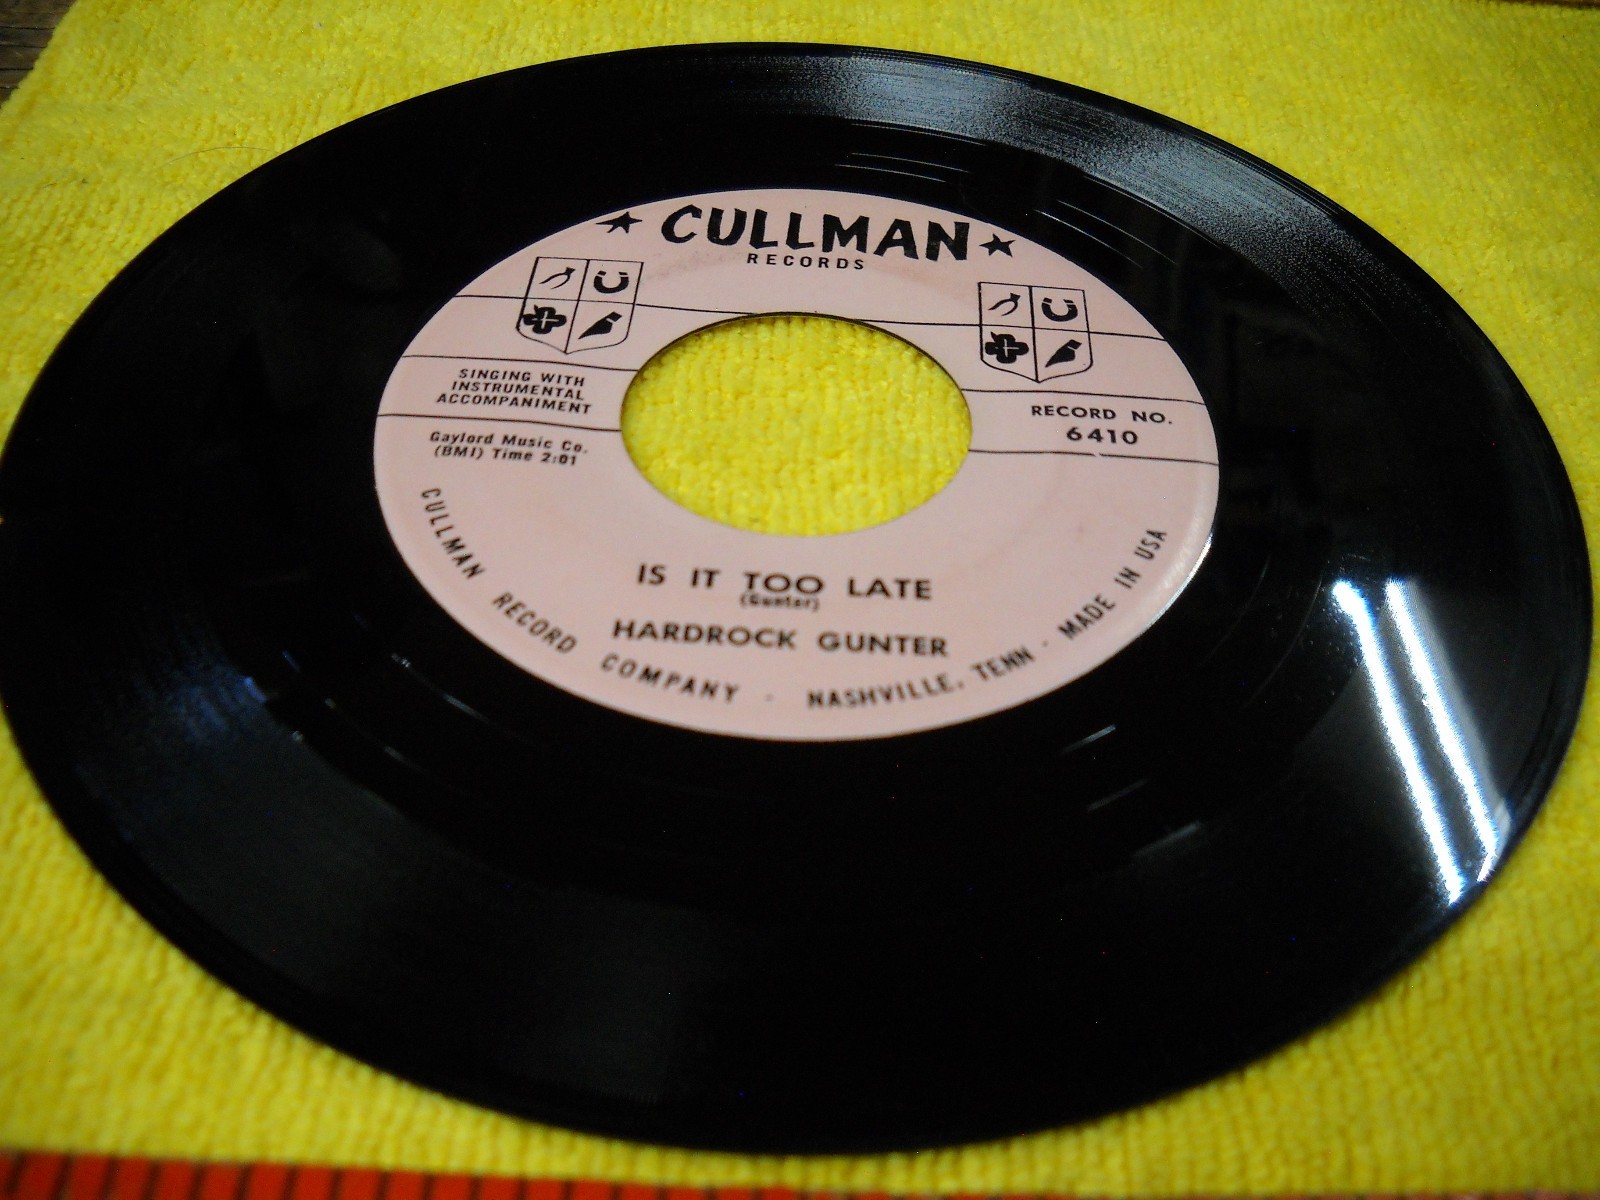 ★ CULLMAN ★
RECORDS
SINGING WITH
INSTRUMENTAL
ACCOMPANIMENT
Gaylord Music Co.
(BMI) Time 2:01
RECORD NO.
6410
IS IT TOO LATE
(Gunter)
HARDROCK GUNTER
CULLMAN RECORD COMPANY · NASHVILLE, TENN · MADE IN USA